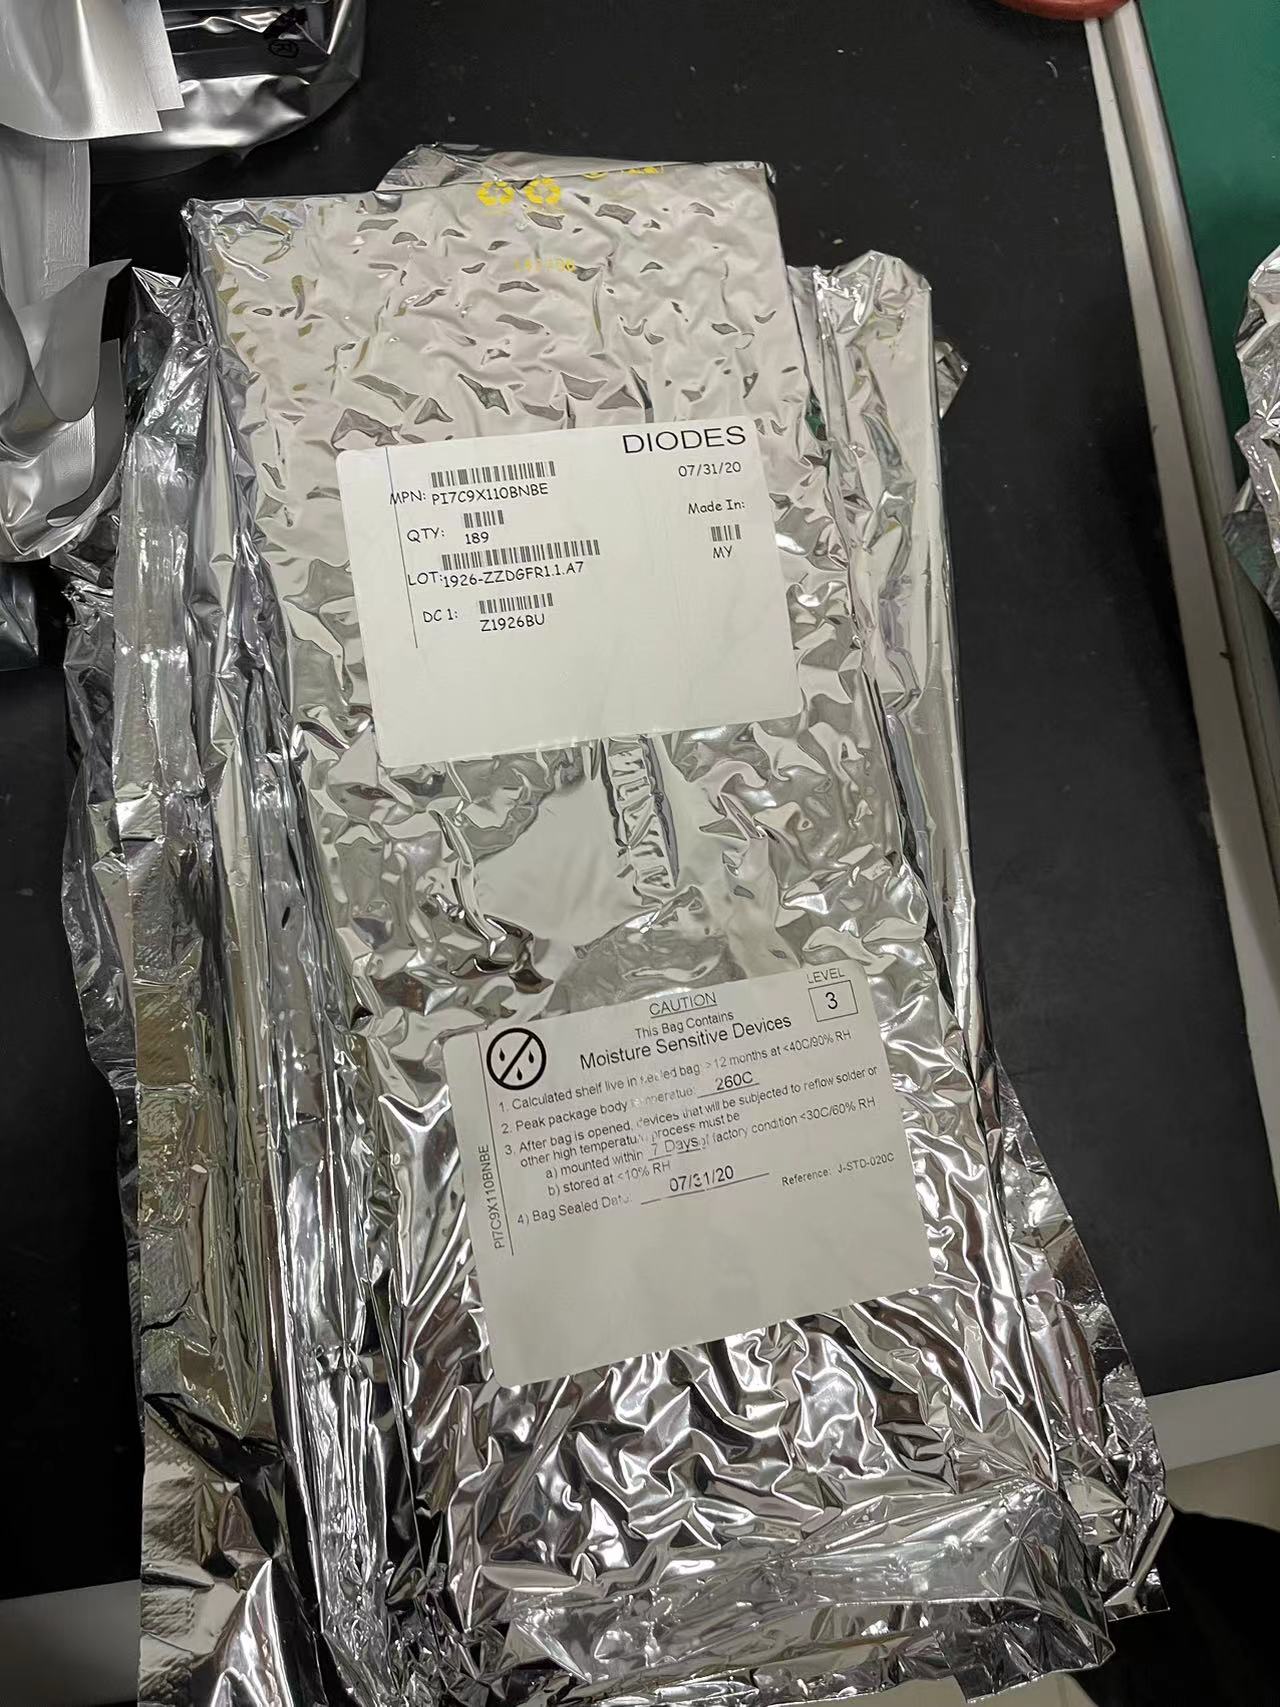 ®
DIODES
07/31/20
MPN: PI7C9X110BNBE
Made In:
QTY: 189
MY
LOT: 1926-ZZDGFR1.1.A7
DC 1: Z1926BU
LEVEL
3
CAUTION
This Bag Contains
Moisture Sensitive Devices
1. Calculated shelf live in sealed bag: >12 months at <40C/90% RH
2. Peak package body temperatue: 260C
3. After bag is opened, devices that will be subjected to reflow solder or
other high temperature process must be
a) mounted within 7 Days of factory condition <30C/60% RH
b) stored at <10% RH
4) Bag Sealed Date: 07/31/20
Reference: J-STD-020C
PI7C9X110BNBE